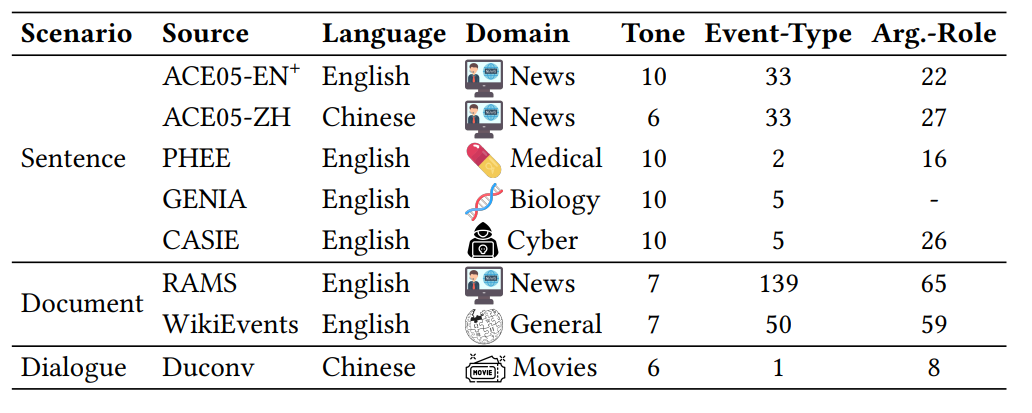 Scenario Source Language Domain Tone Event-Type Arg.-Role
ACE05-EN+ English News 10 33 22
ACE05-ZH Chinese News 6 33 27
Sentence PHEE English Medical 10 2 16
GENIA English Biology 10 5 -
CASIE English Cyber 10 5 26
Document RAMS English News 7 139 65
WikiEvents English General 7 50 59
Dialogue Duconv Chinese MOVIE Movies 6 1 8